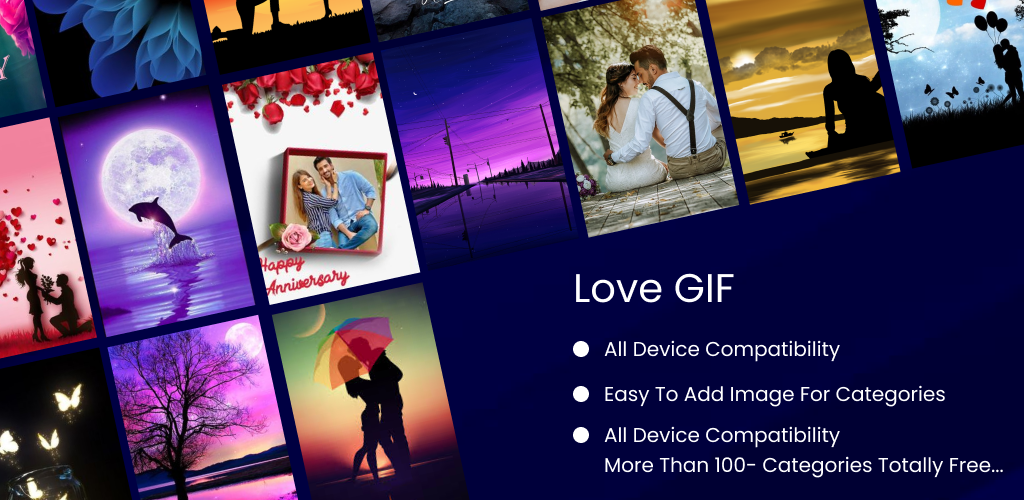 Y
Happy
Anniversary
Love GIF
All Device Compatibility
Easy To Add Image For Categories
All Device Compatibility
More Than 100- Categories Totally Free...